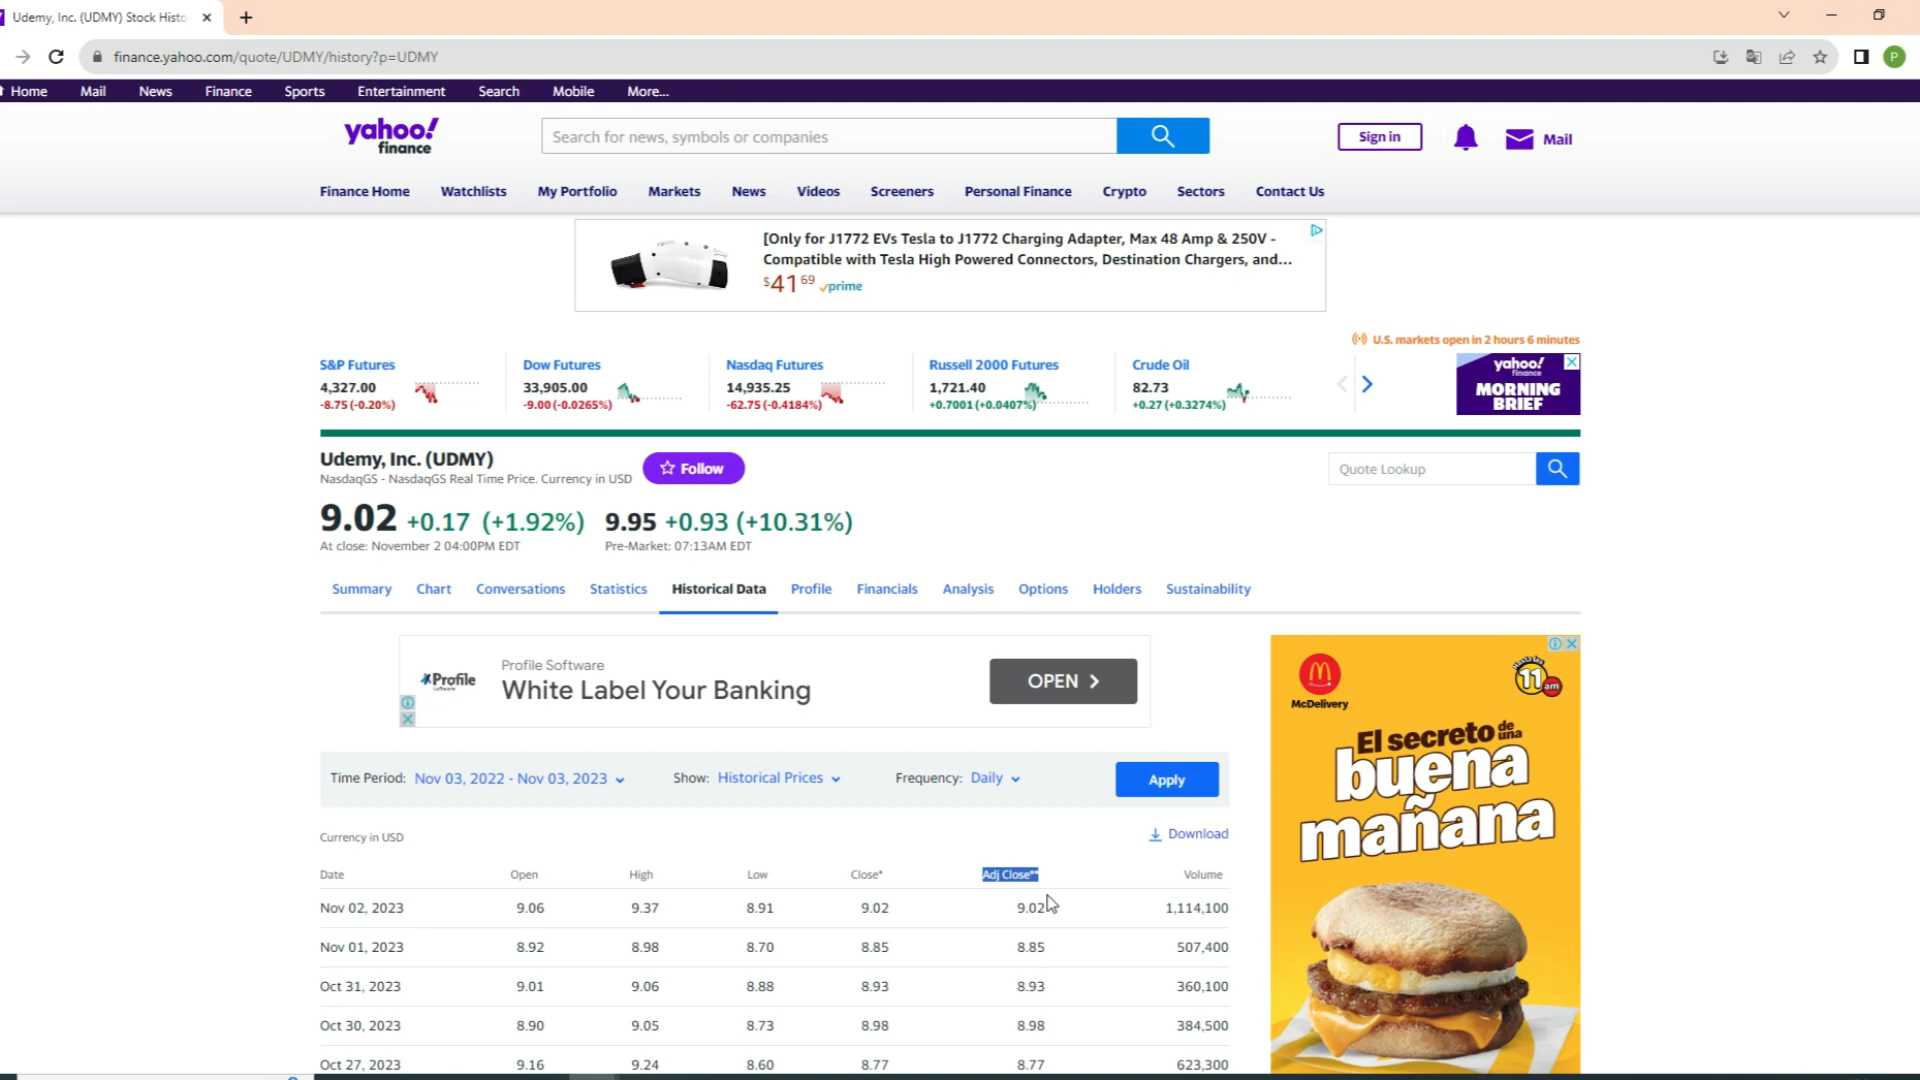 Udemy, Inc. (UDMY) Stock Histo
finance.yahoo.com/quote/UDMY/history?p=UDMY
P
Home Mail News Finance Sports Entertainment Search Mobile More...
yahoo!
finance
Search for news, symbols or companies
Sign in
Mail
Finance Home Watchlists My Portfolio Markets News Videos Screeners Personal Finance Crypto Sectors Contact Us
[Only for J1772 EVs Tesla to J1772 Charging Adapter, Max 48 Amp & 250V -
Compatible with Tesla High Powered Connectors, Destination Chargers, and...
$41 69 prime
U.S. markets open in 2 hours 6 minutes
S&P Futures
4,327.00
-8.75 (-0.20%)
Dow Futures
33,905.00
-9.00 (-0.0265%)
Nasdaq Futures
14,935.25
-62.75 (-0.4184%)
Russell 2000 Futures
1,721.40
+0.7001 (+0.0407%)
Crude Oil
82.73
+0.27 (+0.3274%)
yahoo!
finance
MORNING
BRIEF
Udemy, Inc. (UDMY)
NasdaqGS - NasdaqGS Real Time Price. Currency in USD
Follow
Quote Lookup
9.02 +0.17 (+1.92%) 9.95 +0.93 (+10.31%)
At close: November 2 04:00PM EDT Pre-Market: 07:13AM EDT
Summary Chart Conversations Statistics Historical Data Profile Financials Analysis Options Holders Sustainability
Profile
Software
Profile Software
White Label Your Banking
OPEN
Time Period: Nov 03, 2022 - Nov 03, 2023 Show: Historical Prices Frequency: Daily Apply
Currency in USD Download
Date Open High Low Close* Adj Close** Volume
Nov 02, 2023 9.06 9.37 8.91 9.02 9.02 1,114,100
Nov 01, 2023 8.92 8.98 8.70 8.85 8.85 507,400
Oct 31, 2023 9.01 9.06 8.88 8.93 8.93 360,100
Oct 30, 2023 8.90 9.05 8.73 8.98 8.98 384,500
Oct 27, 2023 9.16 9.24 8.60 8.77 8.77 623,300
McDelivery
Hasta las
11 am
El secreto de una
buena
mañana